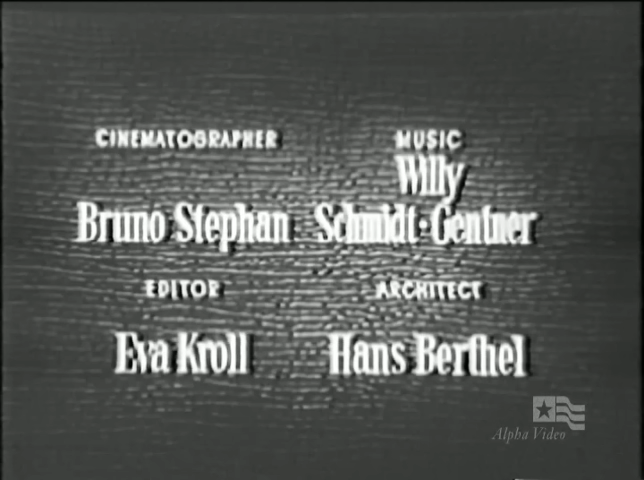 CINEMATOGRAPHER
Bruno Stephan
MUSIC
Willy
Schmidt-Gentner
EDITOR
Eva Kroll
ARCHITECT
Hans Berthel
Alpha Video